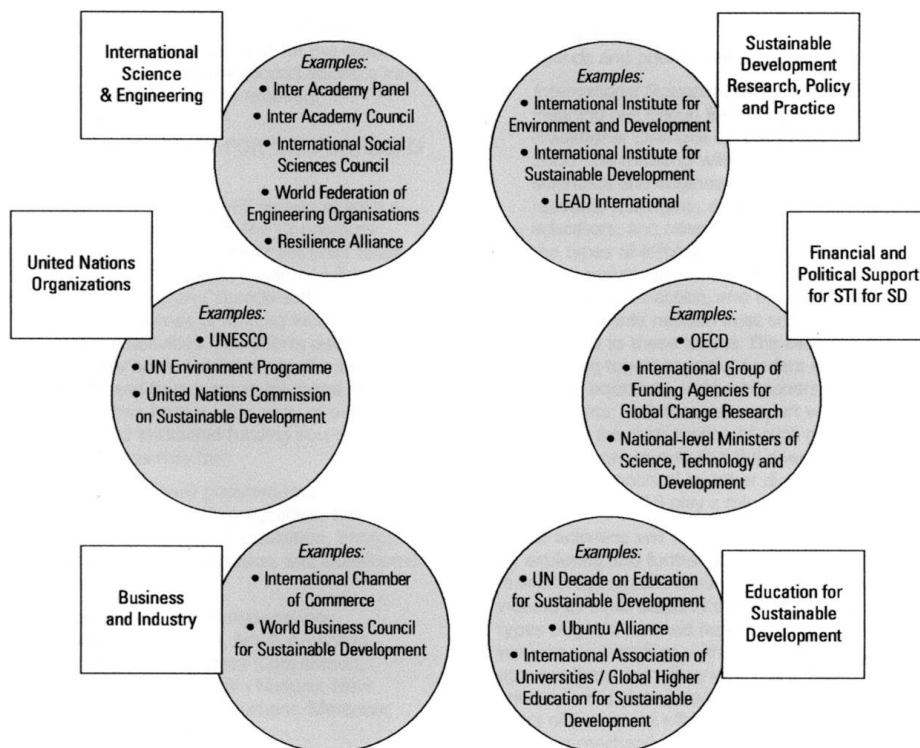 International
Science
& Engineering
Examples:
• Inter Academy Panel
• Inter Academy Council
• International Social
Sciences Council
• World Federation of
Engineering Organisations
• Resilience Alliance
Examples:
• International Institute for
Environment and Development
• International Institute for
Sustainable Development
• LEAD International
Sustainable
Development
Research, Policy
and Practice
United Nations
Organizations
Examples:
• UNESCO
• UN Environment Programme
• United Nations Commission
on Sustainable Development
Examples:
• OECD
• International Group of
Funding Agencies for
Global Change Research
• National-level Ministers of
Science, Technology and
Development
Financial and
Political Support
for STI for SD
Business
and Industry
Examples:
• International Chamber
of Commerce
• World Business Council
for Sustainable Development
Examples:
• UN Decade on Education
for Sustainable Development
• Ubuntu Alliance
• International Association of
Universities / Global Higher
Education for Sustainable
Development
Education for
Sustainable
Development